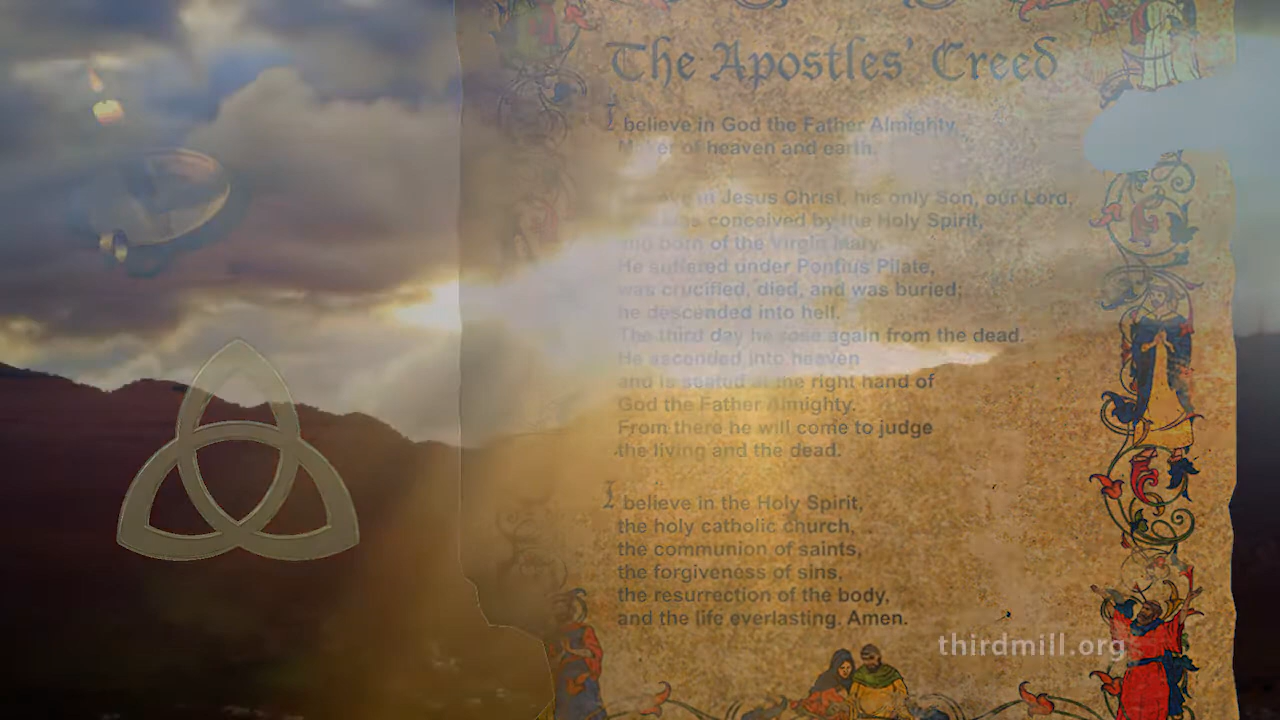 The Apostles' Creed
I believe in God the Father Almighty,
Maker of heaven and earth.
in Jesus Christ, his only Son, our Lord,
conceived by the Holy Spirit,
and born of the Virgin Mary.
He suffered under Pontius Pilate,
was crucified, died, and was buried;
he descended into hell.
The third day he rose again from the dead.
He ascended into heaven
and is seated at the right hand of
God the Father Almighty.
From there he will come to judge
the living and the dead.
I believe in the Holy Spirit,
the holy catholic church,
the communion of saints,
the forgiveness of sins,
the resurrection of the body,
and the life everlasting. Amen.
thirdmill.org